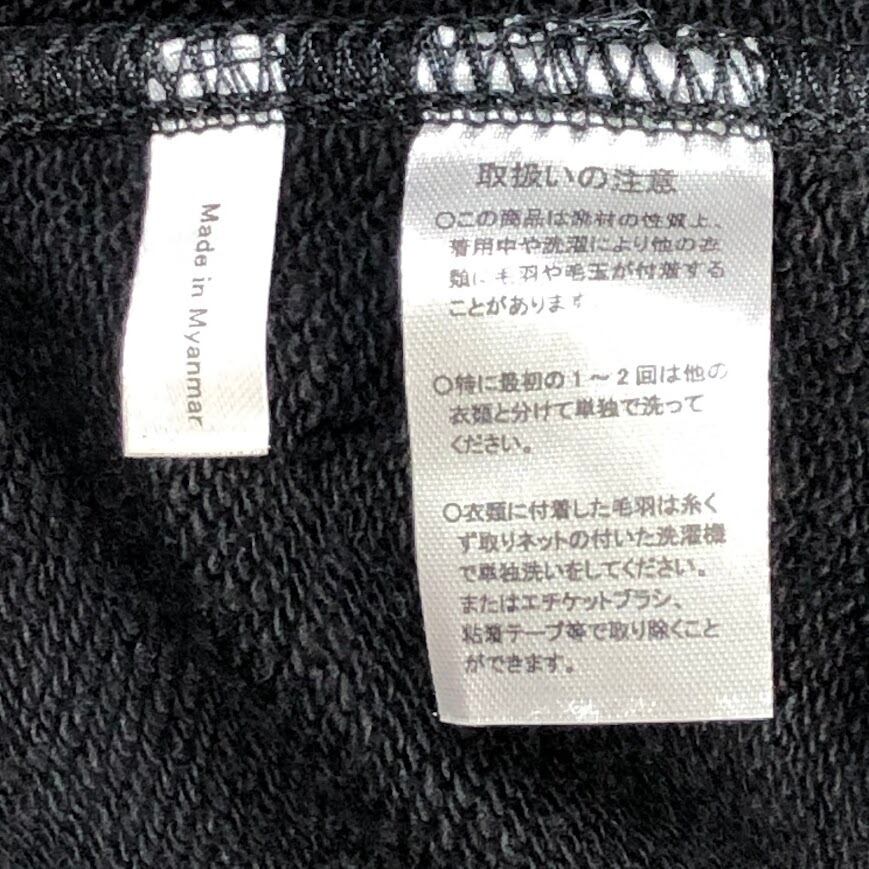 Made in Myanmar
取扱いの注意
○この商品は素材の性質上、
着用中や洗濯により他の衣
類に毛羽や毛玉が付着する
ことがあります
○特に最初の1～2回は他の
衣類と分けて単独で洗って
ください。
○衣類に付着した毛羽は糸く
ず取りネットの付いた洗濯機
で単独洗いをしてください。
またはエチケットブラシ、
粘着テープ等で取り除くこと
ができます。